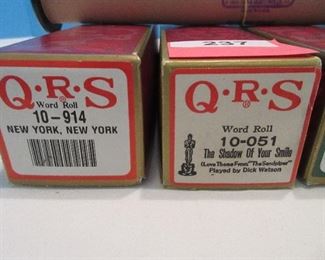 Q·R·S
Word Roll
10-914
NEW YORK, NEW YORK
237
Q·R·S
Word Roll
10-051
The Shadow Of Your Smile
(Love Theme From "The Sandpiper")
Played by Dick Watson